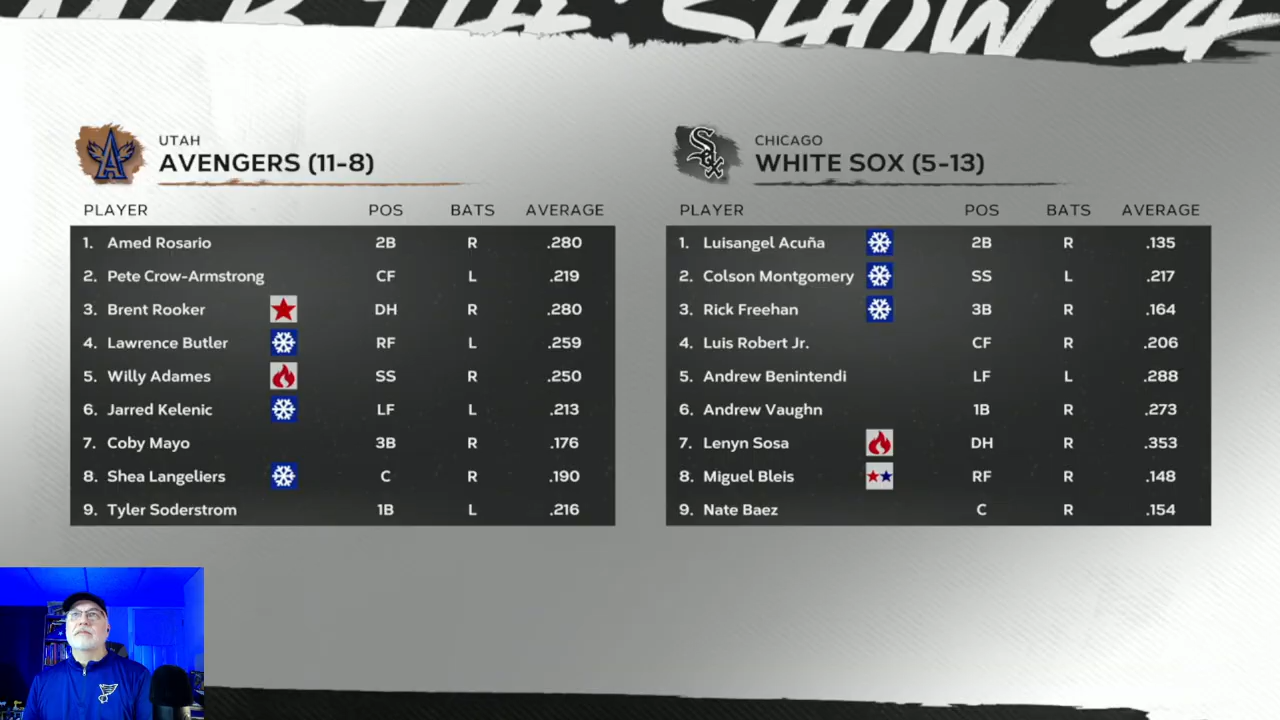 MLB THE SHOW 24
UTAH
AVENGERS (11-8)
PLAYER POS BATS AVERAGE
1. Amed Rosario 2B R .280
2. Pete Crow-Armstrong CF L .219
3. Brent Rooker DH R .280
4. Lawrence Butler RF L .259
5. Willy Adames SS R .250
6. Jarred Kelenic LF L .213
7. Coby Mayo 3B R .176
8. Shea Langeliers C R .190
9. Tyler Soderstrom 1B L .216
Sox
CHICAGO
WHITE SOX (5-13)
PLAYER POS BATS AVERAGE
1. Luisangel Acuña 2B R .135
2. Colson Montgomery SS L .217
3. Rick Freehan 3B R .164
4. Luis Robert Jr. CF R .206
5. Andrew Benintendi LF L .288
6. Andrew Vaughn 1B R .273
7. Lenyn Sosa DH R .353
8. Miguel Bleis RF R .148
9. Nate Baez C R .154